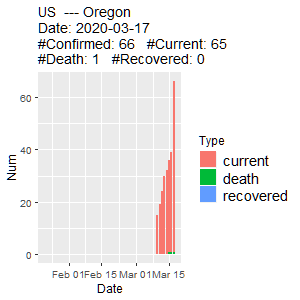 US --- Oregon
Date: 2020-03-17
#Confirmed: 66 #Current: 65
#Death: 1 #Recovered: 0
60
40
20
0
Num
Feb 01 Feb 15 Mar 01 Mar 15
Date
Type
current
death
recovered